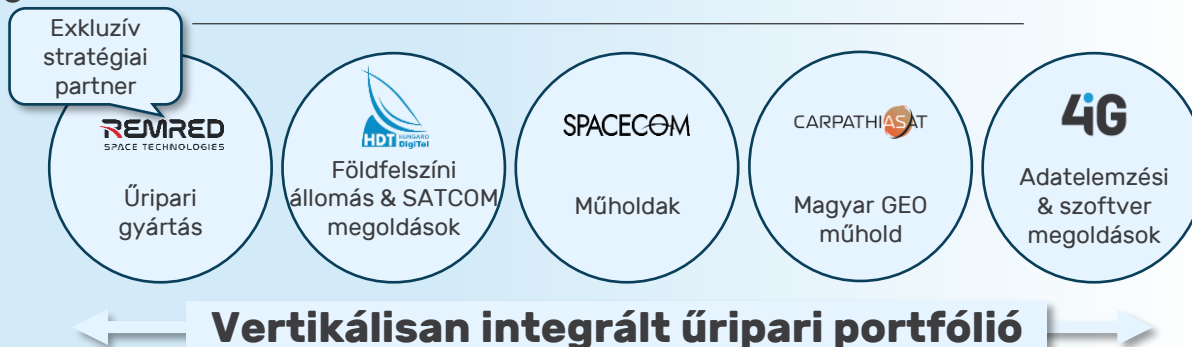 Exkluzív
stratégiai
partner
REMRED
SPACE TECHNOLOGIES
Űripari
gyártás
HDT HUNGARO
DigiTel
Földfelszíni
állomás & SATCOM
megoldások
SPACECOM
Műholdak
CARPATHIASAT
Magyar GEO
műhold
4iG
Adatelemzési
& szoftver
megoldások
Vertikálisan integrált űripari portfólió